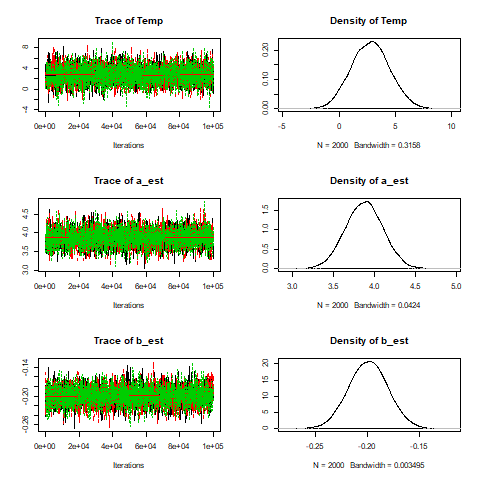 Trace of Temp
Density of Temp
8
4
0
-4
0e+00 2e+04 4e+04 6e+04 8e+04 1e+05
Iterations
0.20
0.10
0.00
-5 0 5 10
N = 2000 Bandwidth = 0.3158
Trace of a_est
Density of a_est
4.5
4.0
3.5
3.0
0e+00 2e+04 4e+04 6e+04 8e+04 1e+05
Iterations
1.5
1.0
0.5
0.0
3.0 3.5 4.0 4.5 5.0
N = 2000 Bandwidth = 0.0424
Trace of b_est
Density of b_est
-0.14
-0.20
-0.26
0e+00 2e+04 4e+04 6e+04 8e+04 1e+05
Iterations
20
15
10
5
0
-0.25 -0.20 -0.15
N = 2000 Bandwidth = 0.003495